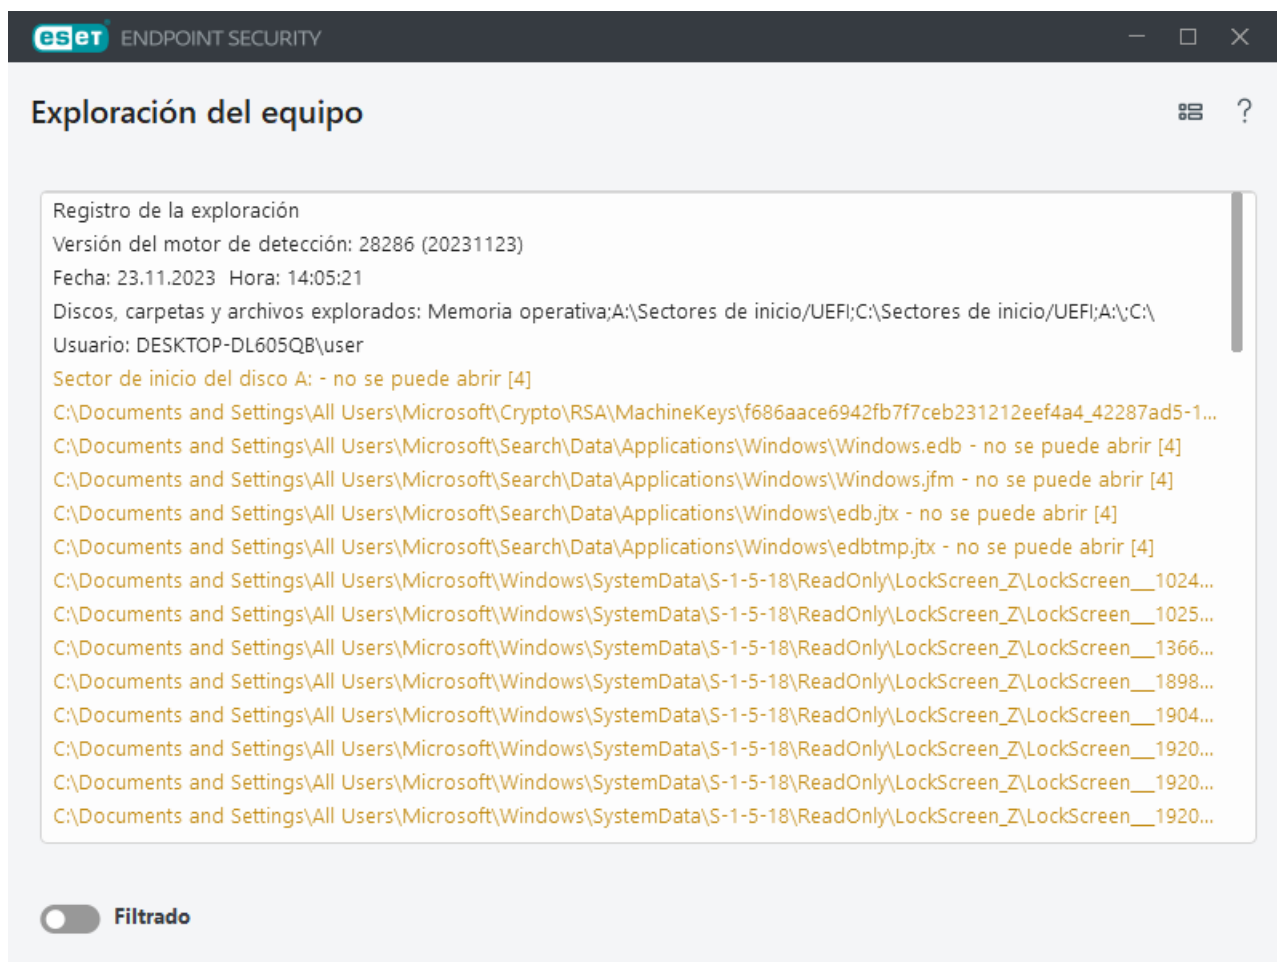 eset ENDPOINT SECURITY
Exploración del equipo
Registro de la exploración
Versión del motor de detección: 28286 (20231123)
Fecha: 23.11.2023 Hora: 14:05:21
Discos, carpetas y archivos explorados: Memoria operativa;A:\Sectores de inicio/UEFI;C:\Sectores de inicio/UEFI;A:\;C:\
Usuario: DESKTOP-DL605QB\user
Sector de inicio del disco A: - no se puede abrir [4]
C:\Documents and Settings\All Users\Microsoft\Crypto\RSA\MachineKeys\f686aace6942fb7f7ceb231212eef4a4_42287ad5-1...
C:\Documents and Settings\All Users\Microsoft\Search\Data\Applications\Windows\Windows.edb - no se puede abrir [4]
C:\Documents and Settings\All Users\Microsoft\Search\Data\Applications\Windows\Windows.jfm - no se puede abrir [4]
C:\Documents and Settings\All Users\Microsoft\Search\Data\Applications\Windows\edb.jtx - no se puede abrir [4]
C:\Documents and Settings\All Users\Microsoft\Search\Data\Applications\Windows\edbtmp.jtx - no se puede abrir [4]
C:\Documents and Settings\All Users\Microsoft\Windows\SystemData\S-1-5-18\ReadOnly\LockScreen_Z\LockScreen___1024...
C:\Documents and Settings\All Users\Microsoft\Windows\SystemData\S-1-5-18\ReadOnly\LockScreen_Z\LockScreen___1025...
C:\Documents and Settings\All Users\Microsoft\Windows\SystemData\S-1-5-18\ReadOnly\LockScreen_Z\LockScreen___1366...
C:\Documents and Settings\All Users\Microsoft\Windows\SystemData\S-1-5-18\ReadOnly\LockScreen_Z\LockScreen___1898...
C:\Documents and Settings\All Users\Microsoft\Windows\SystemData\S-1-5-18\ReadOnly\LockScreen_Z\LockScreen___1904...
C:\Documents and Settings\All Users\Microsoft\Windows\SystemData\S-1-5-18\ReadOnly\LockScreen_Z\LockScreen___1920...
C:\Documents and Settings\All Users\Microsoft\Windows\SystemData\S-1-5-18\ReadOnly\LockScreen_Z\LockScreen___1920...
C:\Documents and Settings\All Users\Microsoft\Windows\SystemData\S-1-5-18\ReadOnly\LockScreen_Z\LockScreen___1920...
Filtrado